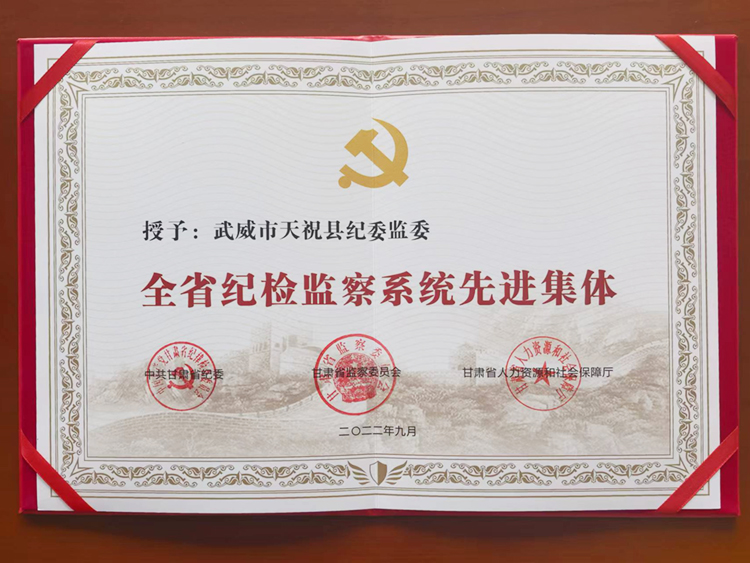 授予：武威市天祝县纪委监委
全省纪检监察系统先进集体
中共甘肃省纪委 甘肃省监察委员会 甘肃省人力资源和社会保障厅
二〇二二年九月